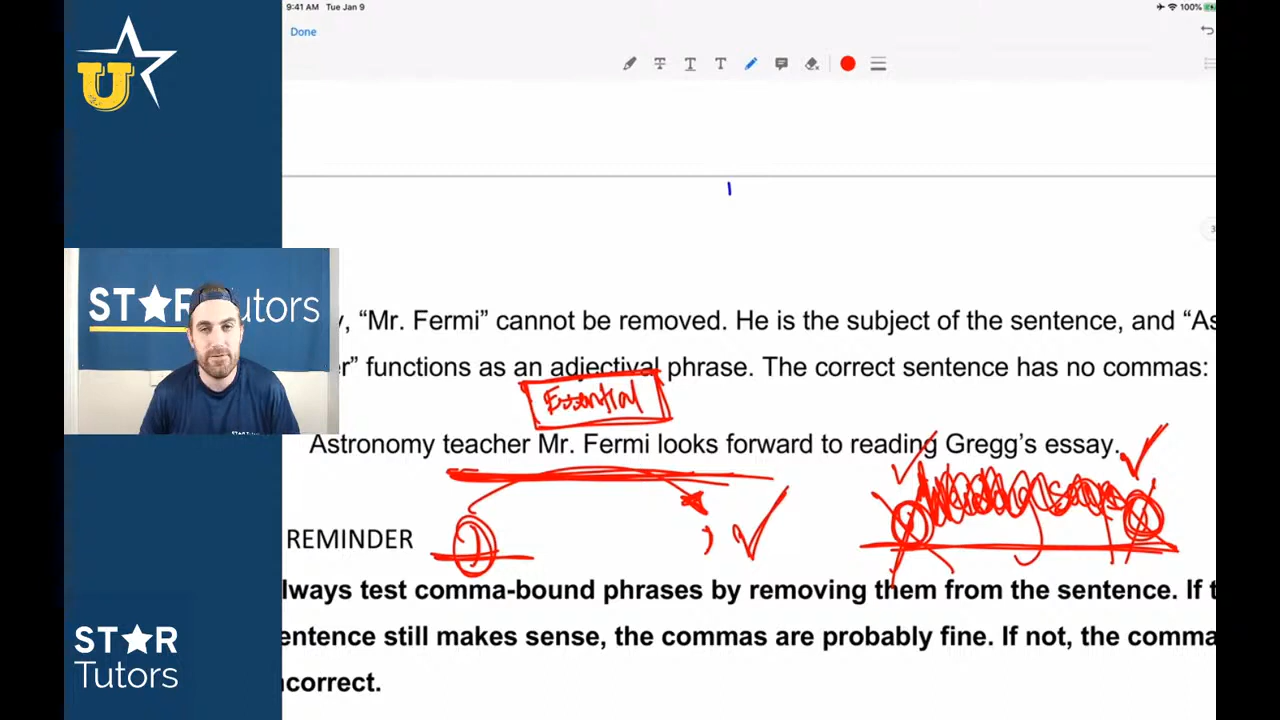 9:41 AM Tue Jan 9
100%
Done
U
STAR Tutors
"Mr. Fermi" cannot be removed. He is the subject of the sentence, and "As
functions as an adjectival phrase. The correct sentence has no commas:
Essential
Astronomy teacher Mr. Fermi looks forward to reading Gregg's essay.
REMINDER
lways test comma-bound phrases by removing them from the sentence. If t
entence still makes sense, the commas are probably fine. If not, the comma
ncorrect.
STAR
Tutors